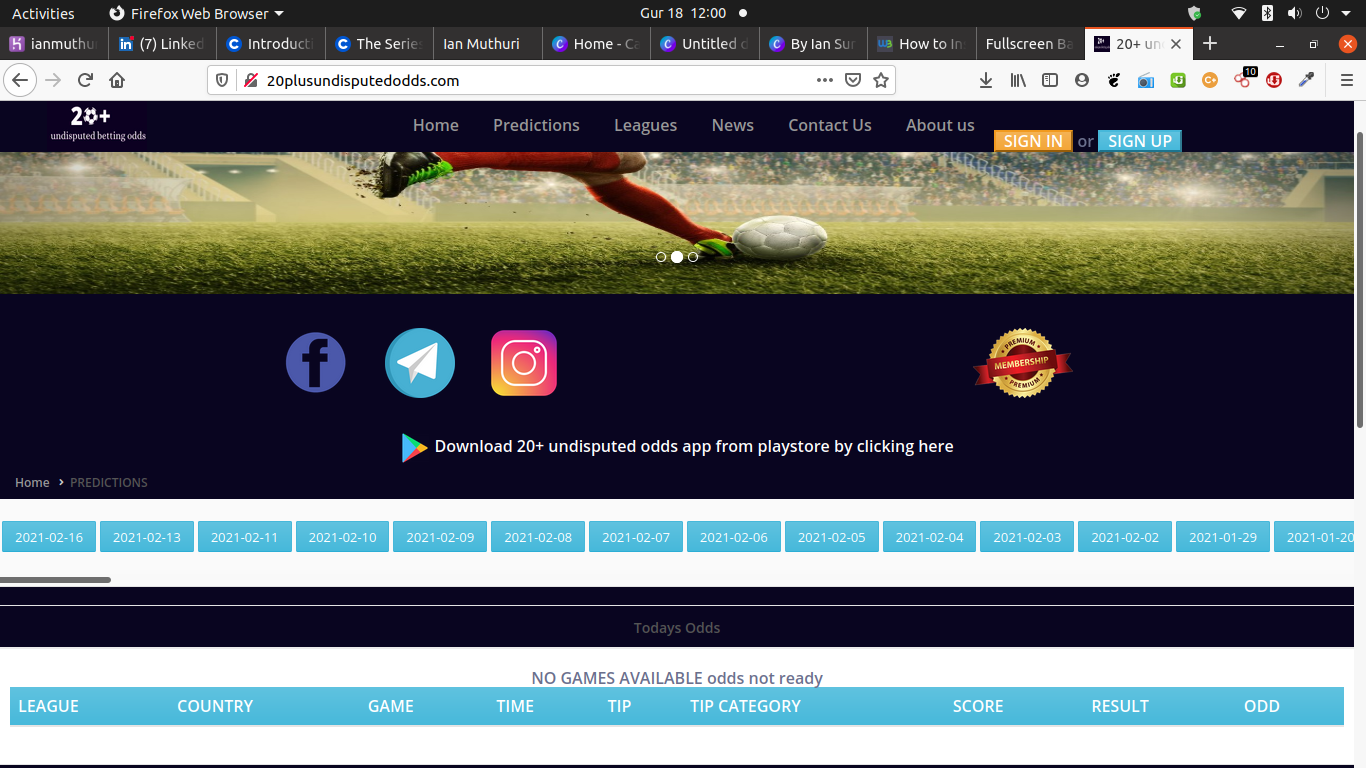 Activities Firefox Web Browser Gur 18 12:00
ianmuthu (7) Linked Introducti The Series Ian Muthuri Home - Ca Untitled d By Ian Sur How to In Fullscreen Ba 20+ un
20plusundisputedodds.com 10
20+
undisputed betting odds
Home Predictions Leagues News Contact Us About us
SIGN IN or SIGN UP
PREMIUM
MEMBERSHIP
PREMIUM
Download 20+ undisputed odds app from playstore by clicking here
Home > PREDICTIONS
2021-02-16 2021-02-13 2021-02-11 2021-02-10 2021-02-09 2021-02-08 2021-02-07 2021-02-06 2021-02-05 2021-02-04 2021-02-03 2021-02-02 2021-01-29 2021-01-20
Todays Odds
NO GAMES AVAILABLE odds not ready
LEAGUE COUNTRY GAME TIME TIP TIP CATEGORY SCORE RESULT ODD